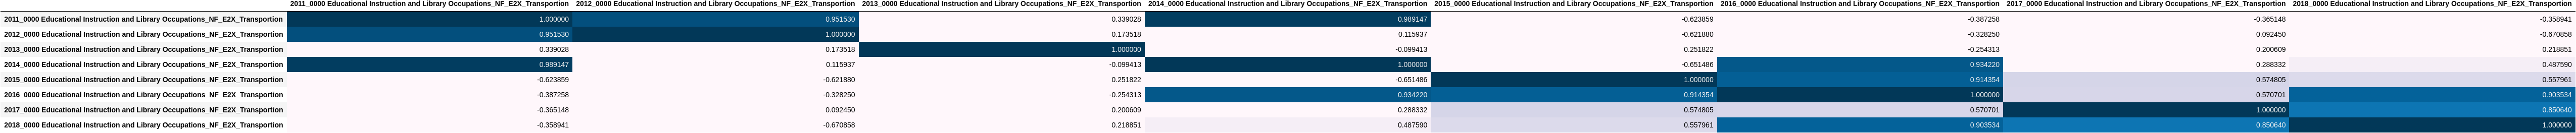 2011_0000 Educational Instruction and Library Occupations_NF_E2X_Transportion 2012_0000 Educational Instruction and Library Occupations_NF_E2X_Transportion 2013_0000 Educational Instruction and Library Occupations_NF_E2X_Transportion 2014_0000 Educational Instruction and Library Occupations_NF_E2X_Transportion 2015_0000 Educational Instruction and Library Occupations_NF_E2X_Transportion 2016_0000 Educational Instruction and Library Occupations_NF_E2X_Transportion 2017_0000 Educational Instruction and Library Occupations_NF_E2X_Transportion 2018_0000 Educational Instruction and Library Occupations_NF_E2X_Transportion
2011_0000 Educational Instruction and Library Occupations_NF_E2X_Transportion 1.000000 0.951530 0.339028 0.989147 -0.623859 -0.387258 -0.365148 -0.358941
2012_0000 Educational Instruction and Library Occupations_NF_E2X_Transportion 0.951530 1.000000 0.173518 0.115937 -0.621880 -0.328250 0.092450 -0.670858
2013_0000 Educational Instruction and Library Occupations_NF_E2X_Transportion 0.339028 0.173518 1.000000 -0.099413 0.251822 -0.254313 0.200609 0.218851
2014_0000 Educational Instruction and Library Occupations_NF_E2X_Transportion 0.989147 0.115937 -0.099413 1.000000 -0.651486 0.934220 0.288332 0.487590
2015_0000 Educational Instruction and Library Occupations_NF_E2X_Transportion -0.623859 -0.621880 0.251822 -0.651486 1.000000 0.914354 0.574805 0.557961
2016_0000 Educational Instruction and Library Occupations_NF_E2X_Transportion -0.387258 -0.328250 -0.254313 0.934220 0.914354 1.000000 0.570701 0.903534
2017_0000 Educational Instruction and Library Occupations_NF_E2X_Transportion -0.365148 0.092450 0.200609 0.288332 0.574805 0.570701 1.000000 0.850640
2018_0000 Educational Instruction and Library Occupations_NF_E2X_Transportion -0.358941 -0.670858 0.218851 0.487590 0.557961 0.903534 0.850640 1.000000